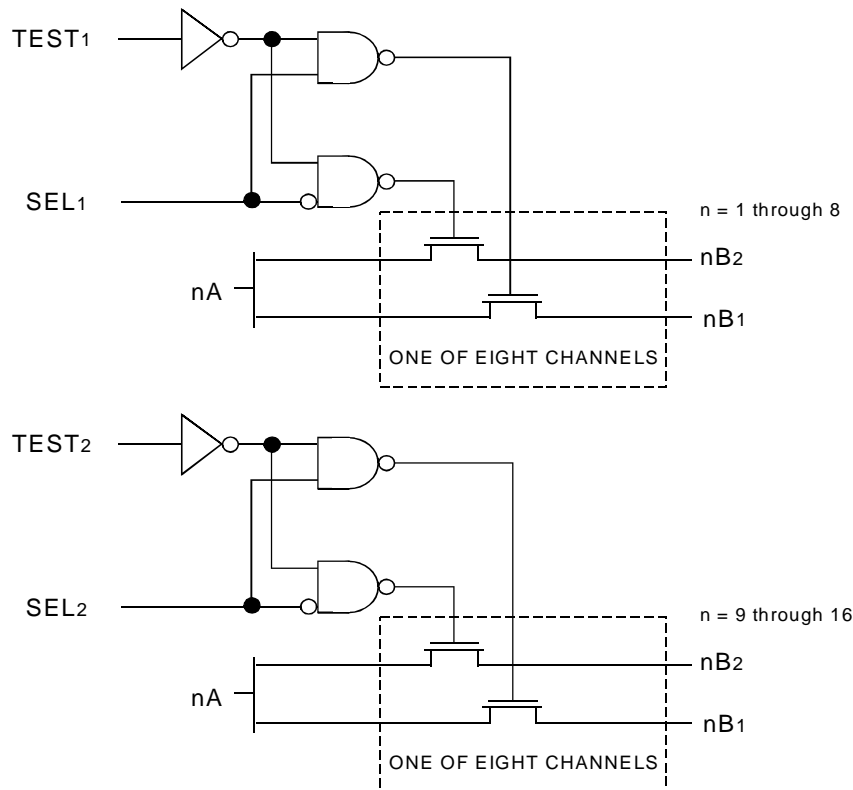 TEST1
SEL1
n = 1 through 8
nB2
nA
nB1
ONE OF EIGHT CHANNELS
TEST2
SEL2
n = 9 through 16
nB2
nA
nB1
ONE OF EIGHT CHANNELS